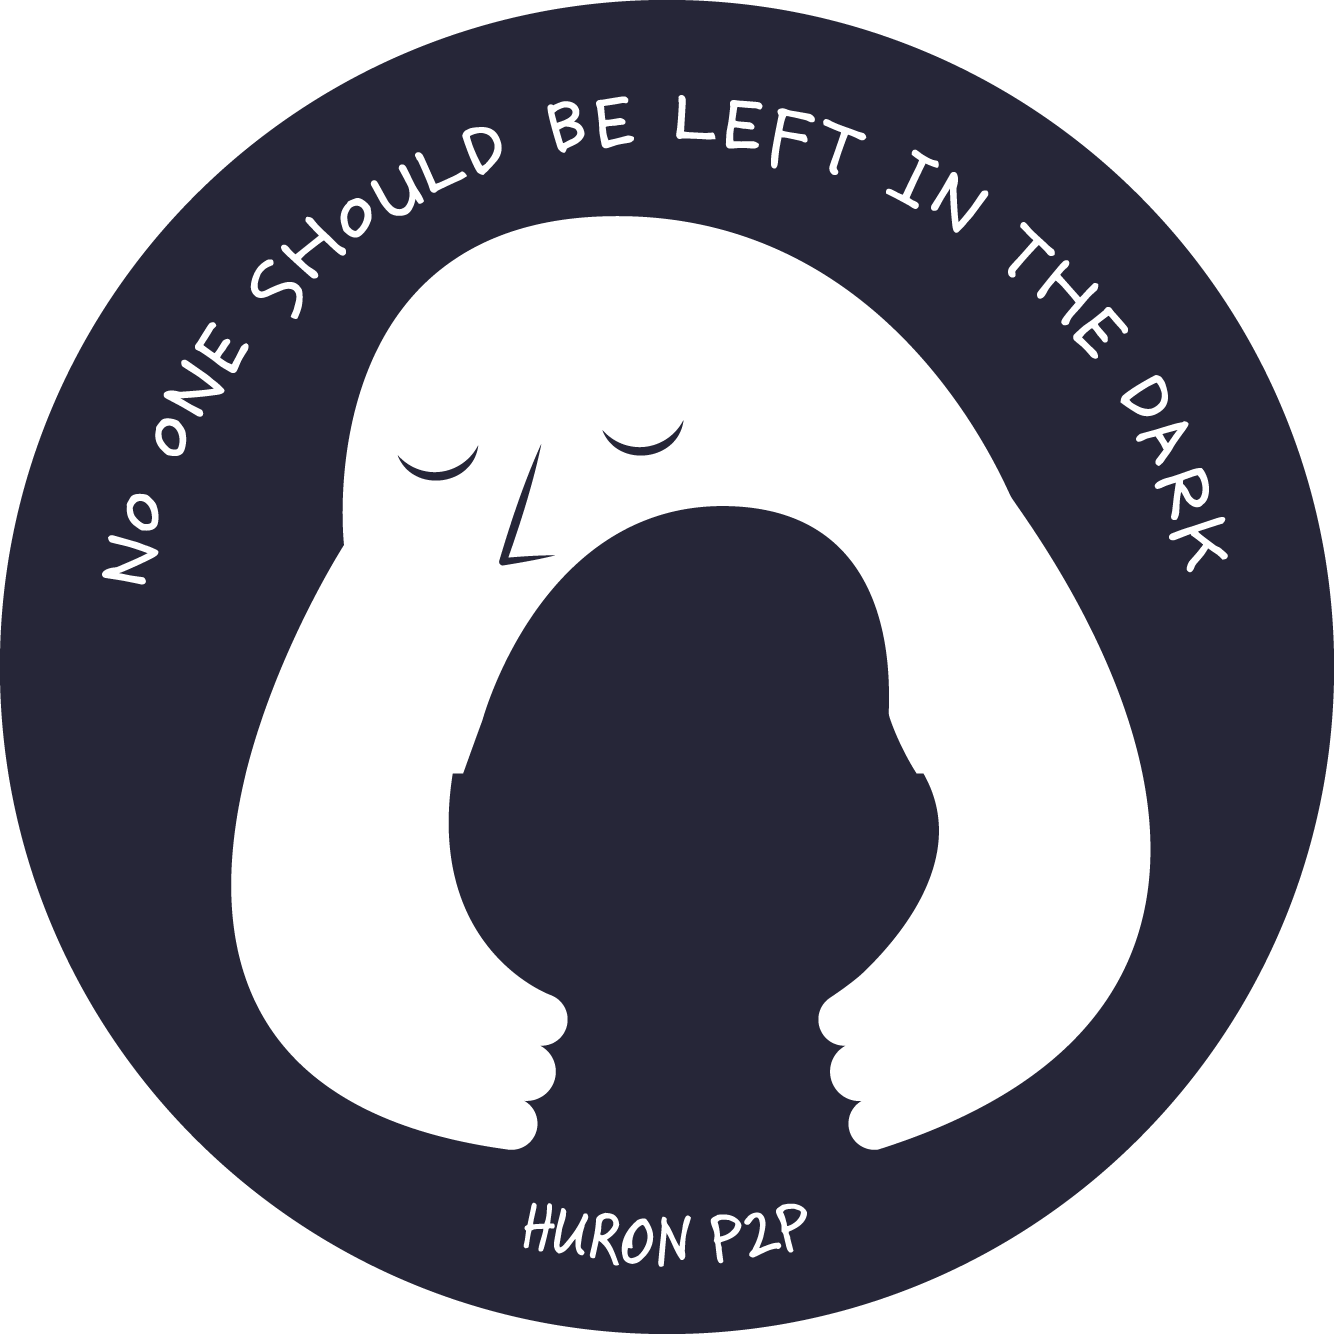 No ONE SHOULD BE LEFT IN THE DARK
HURON P2P